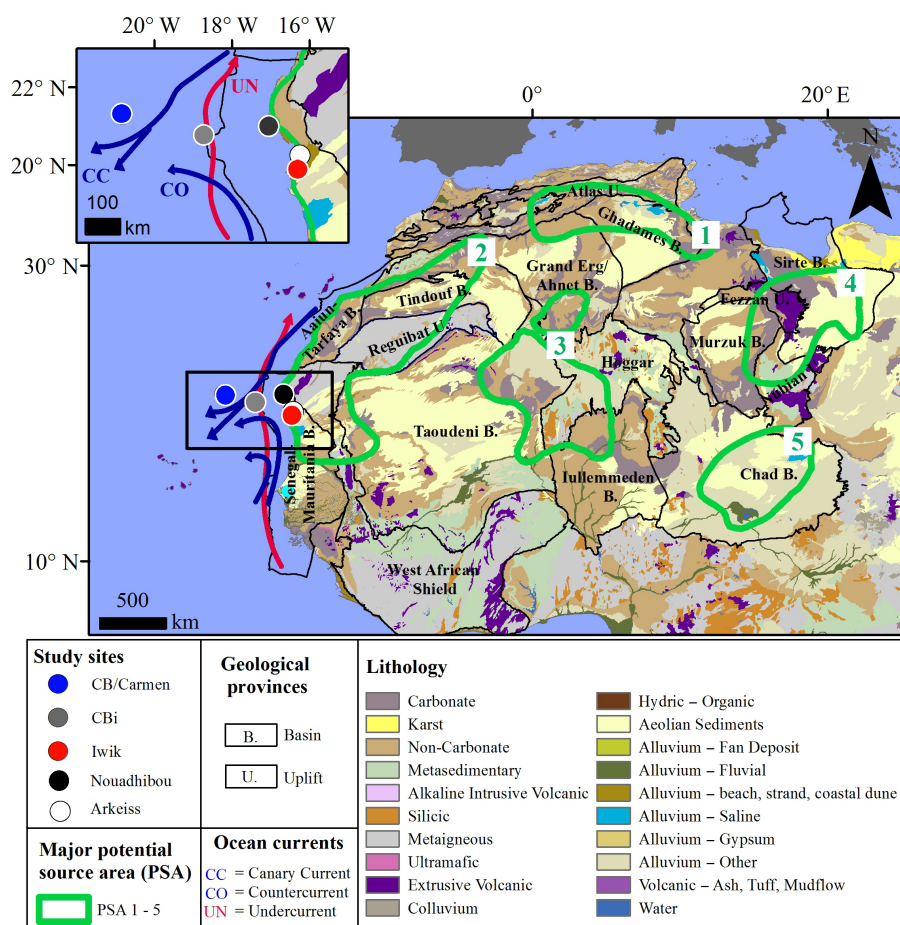 20° W 18° W 16° W
22° N
20° N
UN
CC
CO
100
km
0°
20° E
N
30° N
10° N
Atlas U.
Ghadames B.
1
2
Sirte B.
Grand Erg/
Ahnet B.
4
Fezzan U.
Tindouf B.
Aaiun-
Tarfaya B.
Reguibat U.
3
Murzuk B.
Hoggar
5
Taoudeni B.
Chad B.
Senegal-
Mauritania B.
Iullemmeden
B.
West African
Shield
500
km
Study sites
CB/Carmen
CBi
Iwik
Nouadhibou
Arkeiss
Major potential
source area (PSA)
PSA 1 - 5
Geological
provinces
B. Basin
U. Uplift
Ocean currents
CC = Canary Current
CO = Countercurrent
UN = Undercurrent
Lithology
Carbonate
Karst
Non-Carbonate
Metasedimentary
Alkaline Intrusive Volcanic
Silicic
Metaigneous
Ultramafic
Extrusive Volcanic
Colluvium
Hydric – Organic
Aeolian Sediments
Alluvium – Fan Deposit
Alluvium – Fluvial
Alluvium – beach, strand, coastal dune
Alluvium – Saline
Alluvium – Gypsum
Alluvium – Other
Volcanic – Ash, Tuff, Mudflow
Water